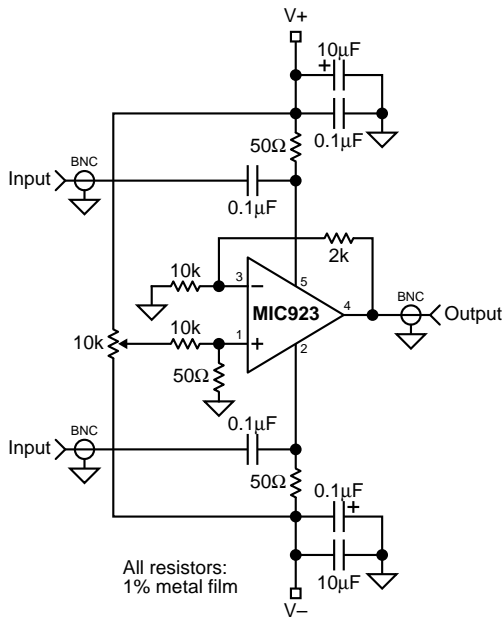 V+
10µF
+
0.1µF
50Ω
BNC
Input
0.1µF
2k
10k
3
−
5
MIC923
4
BNC
Output
10k
10k
1
+
2
50Ω
0.1µF
BNC
Input
50Ω
0.1µF
+
10µF
All resistors:
1% metal film
V−